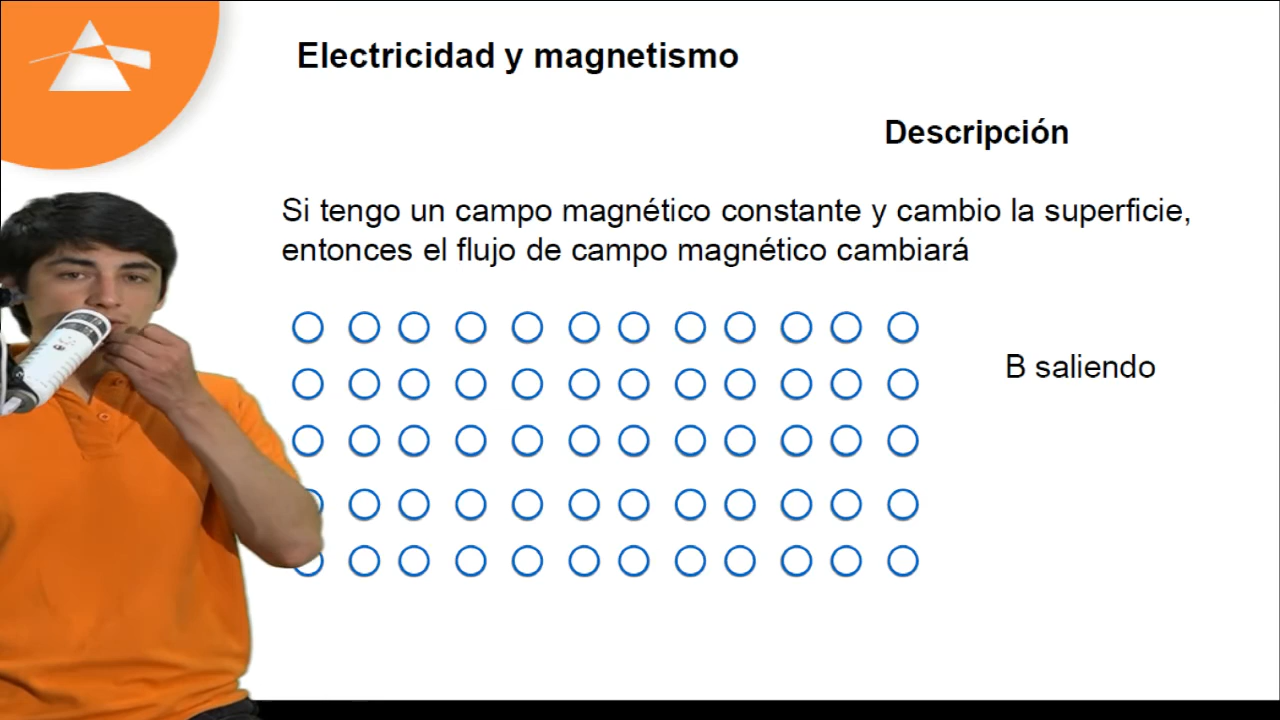 Electricidad y magnetismo
Descripción
Si tengo un campo magnético constante y cambio la superficie,
entonces el flujo de campo magnético cambiará
B saliendo